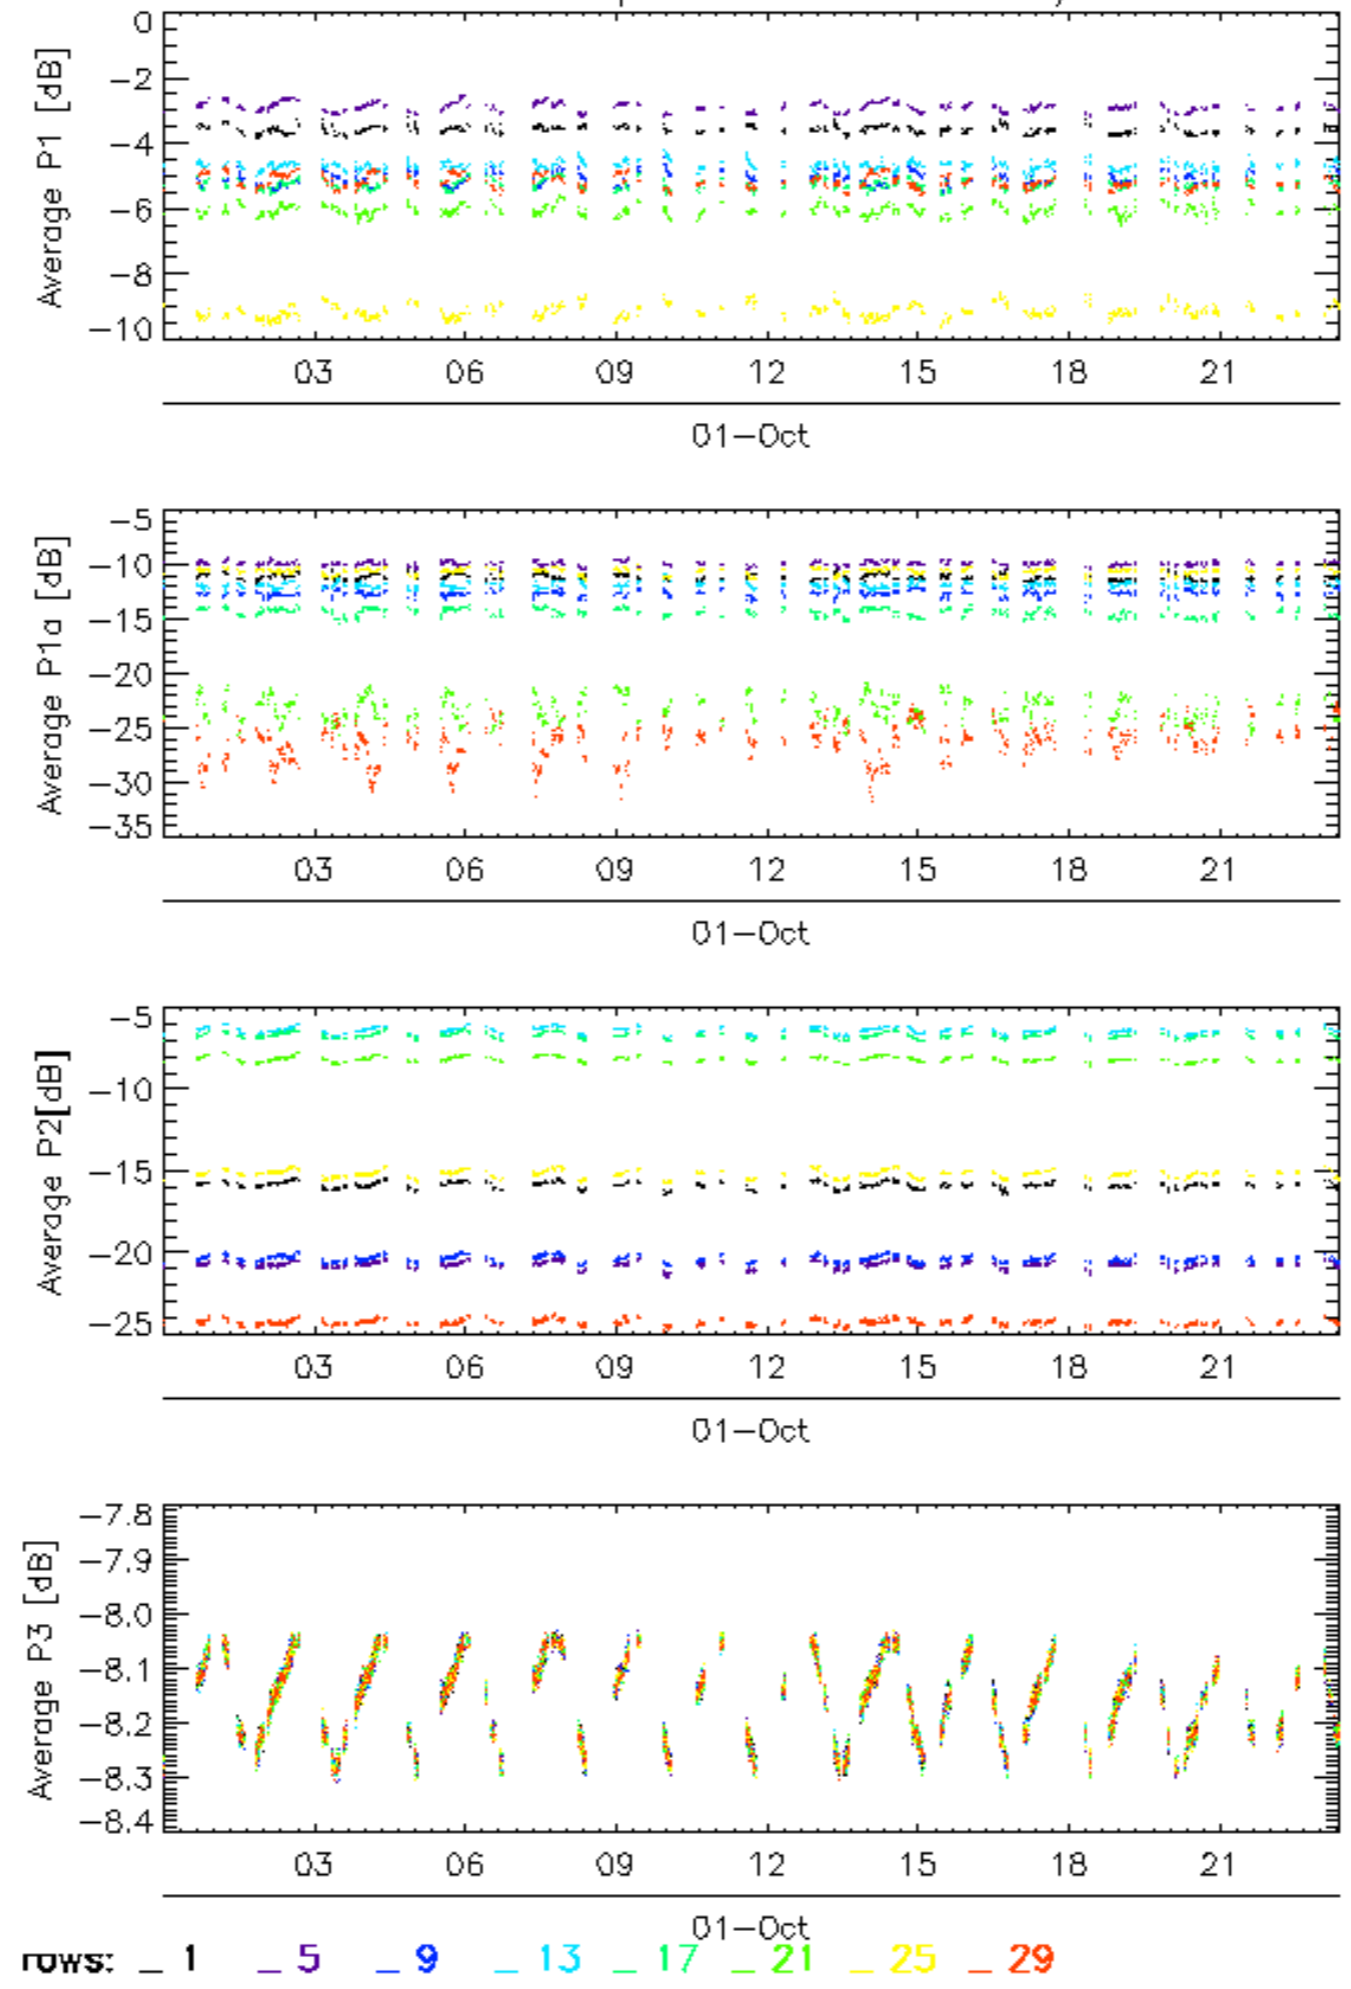 Average P1 [dB]
0
−2
−4
−6
−8
−10
03 06 09 12 15 18 21
01−Oct
Average P1a [dB]
−5
−10
−15
−20
−25
−30
−35
03 06 09 12 15 18 21
01−Oct
Average P2[dB]
−5
−10
−15
−20
−25
03 06 09 12 15 18 21
01−Oct
Average P3 [dB]
−7.8
−7.9
−8.0
−8.1
−8.2
−8.3
−8.4
03 06 09 12 15 18 21
01−Oct
rows: _ 1 _ 5 _ 9 _ 13 _ 17 _ 21 _ 25 _ 29